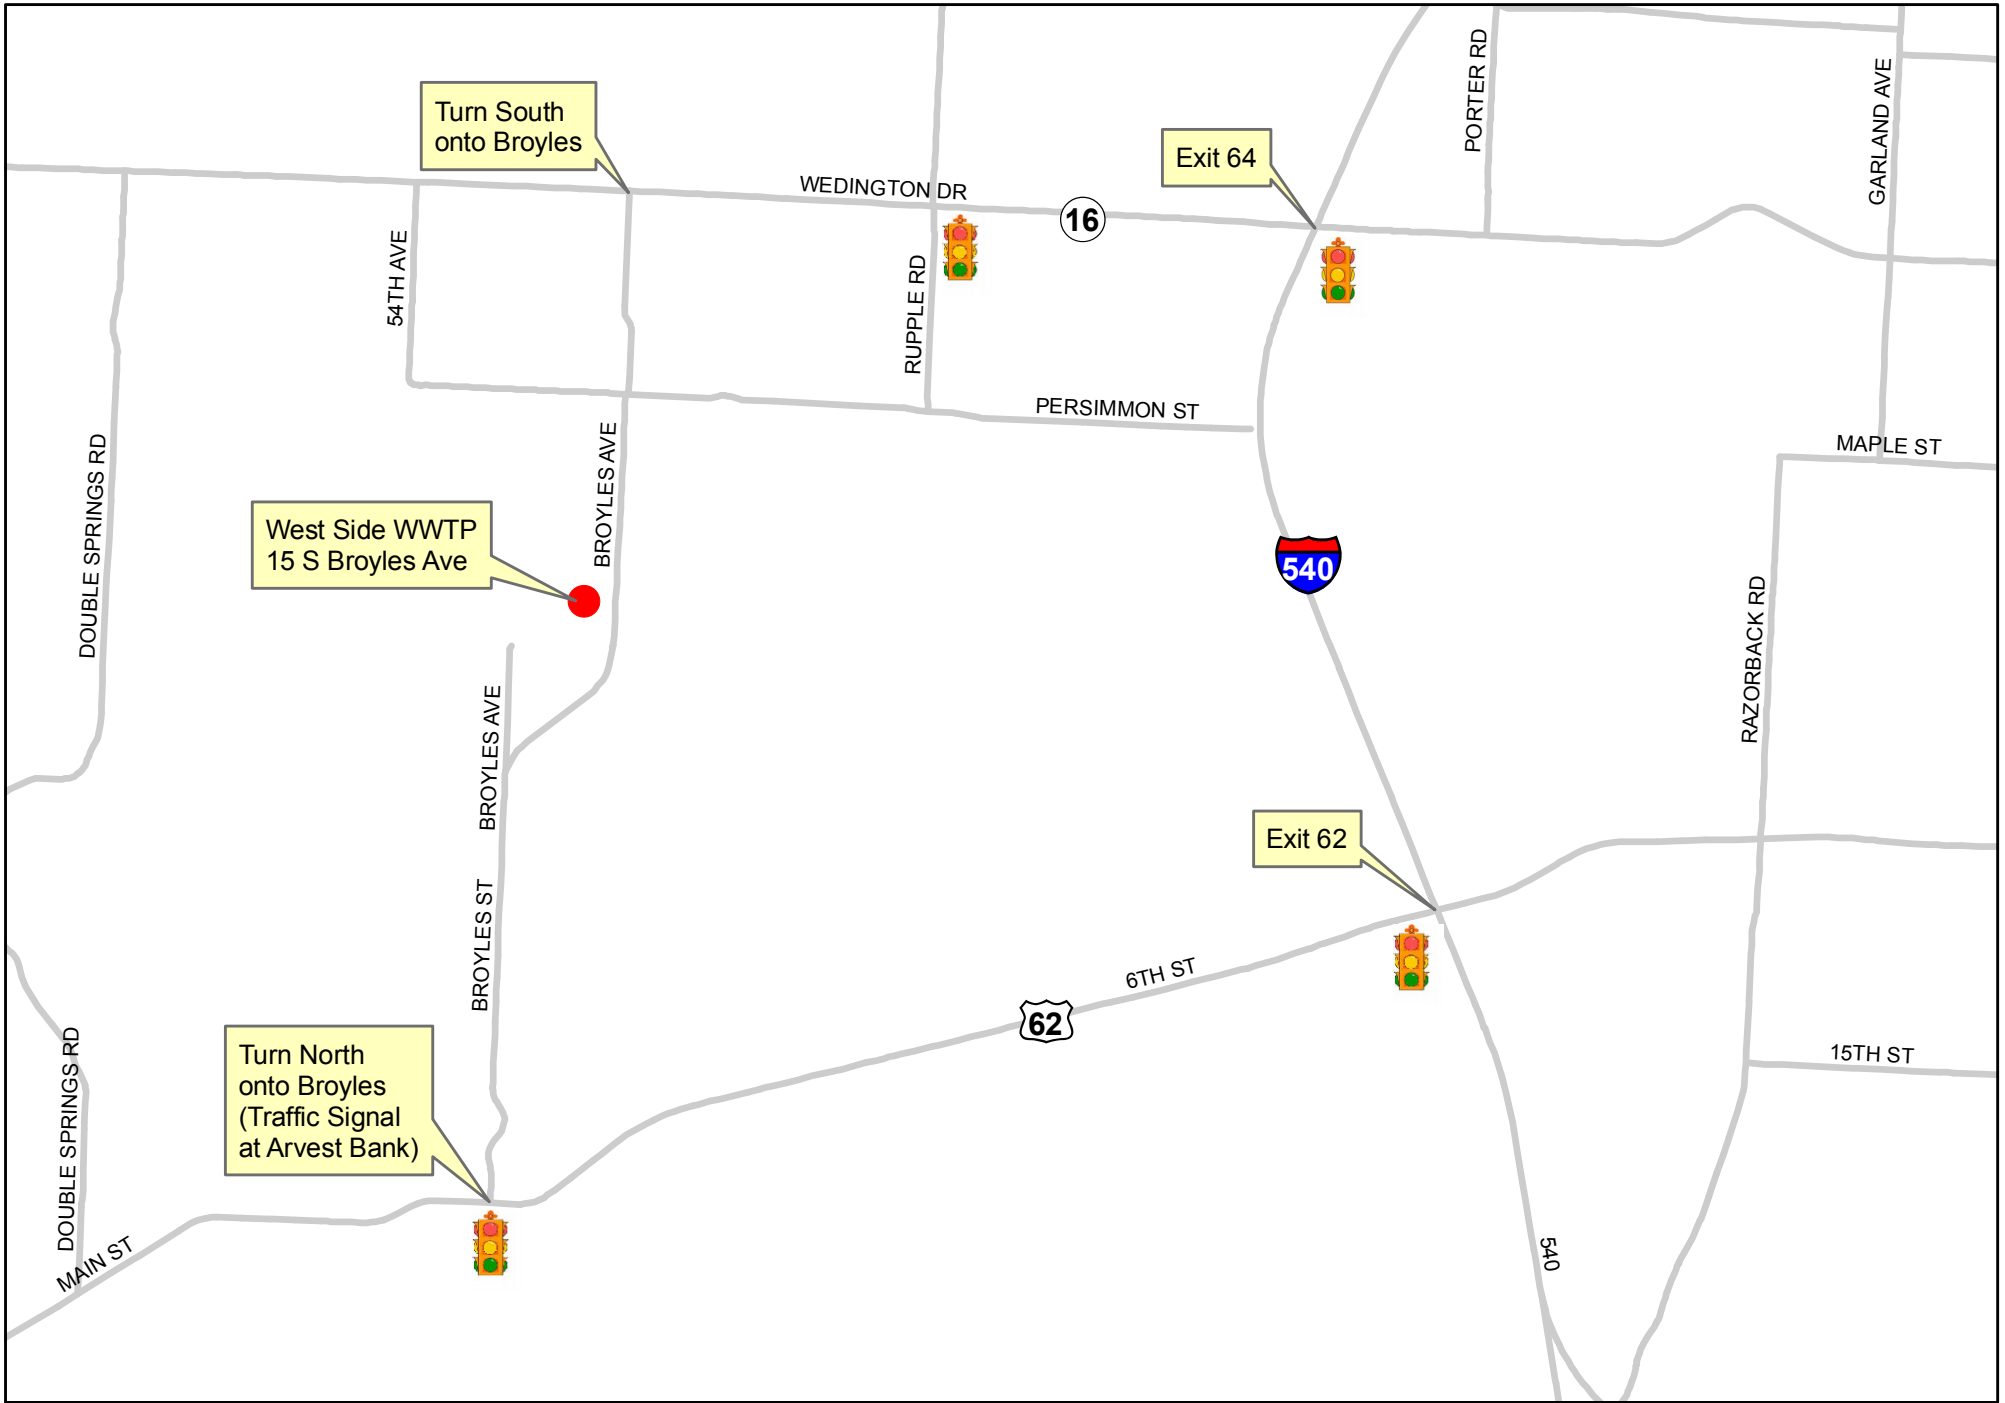 PORTER RD
GARLAND AVE
Turn South
onto Broyles
Exit 64
WEDINGTON DR
16
54TH AVE
RUPPLE RD
PERSIMMON ST
MAPLE ST
DOUBLE SPRINGS RD
BROYLES AVE
West Side WWTP
15 S Broyles Ave
540
RAZORBACK RD
BROYLES AVE
Exit 62
BROYLES ST
6TH ST
62
15TH ST
Turn North
onto Broyles
(Traffic Signal
at Arvest Bank)
DOUBLE SPRINGS RD
MAIN ST
540